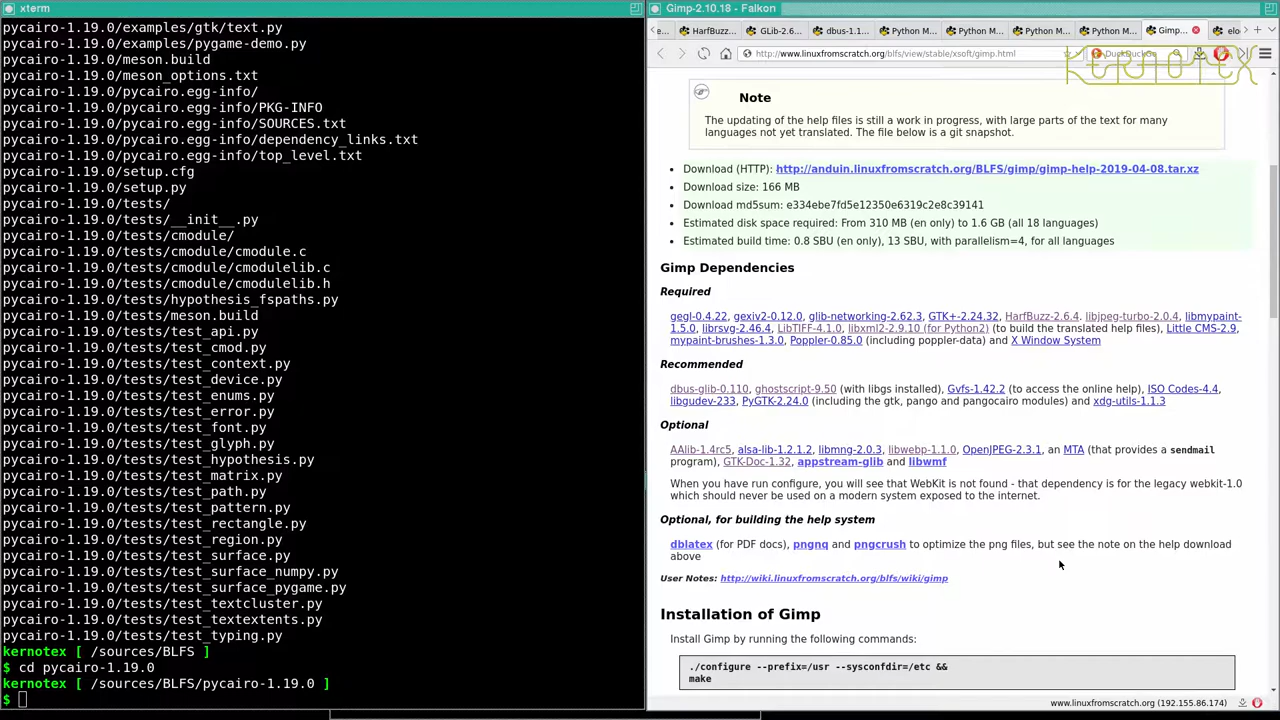 xterm
pycairo-1.19.0/examples/gtk/text.py
pycairo-1.19.0/examples/pygame-demo.py
pycairo-1.19.0/meson.build
pycairo-1.19.0/meson_options.txt
pycairo-1.19.0/pycairo.egg-info/
pycairo-1.19.0/pycairo.egg-info/PKG-INFO
pycairo-1.19.0/pycairo.egg-info/SOURCES.txt
pycairo-1.19.0/pycairo.egg-info/dependency_links.txt
pycairo-1.19.0/pycairo.egg-info/top_level.txt
pycairo-1.19.0/setup.cfg
pycairo-1.19.0/setup.py
pycairo-1.19.0/tests/
pycairo-1.19.0/tests/__init__.py
pycairo-1.19.0/tests/cmodule/
pycairo-1.19.0/tests/cmodule/cmodule.c
pycairo-1.19.0/tests/cmodule/cmodulelib.c
pycairo-1.19.0/tests/cmodule/cmodulelib.h
pycairo-1.19.0/tests/hypothesis_fspaths.py
pycairo-1.19.0/tests/meson.build
pycairo-1.19.0/tests/test_api.py
pycairo-1.19.0/tests/test_cmod.py
pycairo-1.19.0/tests/test_context.py
pycairo-1.19.0/tests/test_device.py
pycairo-1.19.0/tests/test_enums.py
pycairo-1.19.0/tests/test_error.py
pycairo-1.19.0/tests/test_font.py
pycairo-1.19.0/tests/test_glyph.py
pycairo-1.19.0/tests/test_hypothesis.py
pycairo-1.19.0/tests/test_matrix.py
pycairo-1.19.0/tests/test_path.py
pycairo-1.19.0/tests/test_pattern.py
pycairo-1.19.0/tests/test_rectangle.py
pycairo-1.19.0/tests/test_region.py
pycairo-1.19.0/tests/test_surface.py
pycairo-1.19.0/tests/test_surface_numpy.py
pycairo-1.19.0/tests/test_surface_pygame.py
pycairo-1.19.0/tests/test_textcluster.py
pycairo-1.19.0/tests/test_textextents.py
pycairo-1.19.0/tests/test_typing.py
kernotex [ /sources/BLFS ]
$ cd pycairo-1.19.0
kernotex [ /sources/BLFS/pycairo-1.19.0 ]
$
Gimp-2.10.18 - Falkon
e... HarfBuzz... GLib-2.6... dbus-1.1... Python M... Python M... Python M... Python M... Gimp... elo
http://www.linuxfromscratch.org/blfs/view/stable/xsoft/gimp.html DuckDuckGo
KERNOTEX
Note
The updating of the help files is still a work in progress, with large parts of the text for many
languages not yet translated. The file below is a git snapshot.
• Download (HTTP): http://anduin.linuxfromscratch.org/BLFS/gimp/gimp-help-2019-04-08.tar.xz
• Download size: 166 MB
• Download md5sum: e334ebe7fd5e12350e6319c2e8c39141
• Estimated disk space required: From 310 MB (en only) to 1.6 GB (all 18 languages)
• Estimated build time: 0.8 SBU (en only), 13 SBU, with parallelism=4, for all languages
Gimp Dependencies
Required
gegl-0.4.22, gexiv2-0.12.0, glib-networking-2.62.3, GTK+-2.24.32, HarfBuzz-2.6.4. libjpeg-turbo-2.0.4, libmypaint-
1.5.0, librsvg-2.46.4, LibTIFF-4.1.0, libxml2-2.9.10 (for Python2) (to build the translated help files), Little CMS-2.9,
mypaint-brushes-1.3.0, Poppler-0.85.0 (including poppler-data) and X Window System
Recommended
dbus-glib-0.110, ghostscript-9.50 (with libgs installed), Gvfs-1.42.2 (to access the online help), ISO Codes-4.4,
libgudev-233, PyGTK-2.24.0 (including the gtk, pango and pangocairo modules) and xdg-utils-1.1.3
Optional
AAlib-1.4rc5, alsa-lib-1.2.1.2, libmng-2.0.3, libwebp-1.1.0, OpenJPEG-2.3.1, an MTA (that provides a sendmail
program), GTK-Doc-1.32, appstream-glib and libwmf
When you have run configure, you will see that WebKit is not found - that dependency is for the legacy webkit-1.0
which should never be used on a modern system exposed to the internet.
Optional, for building the help system
dblatex (for PDF docs), pngnq and pngcrush to optimize the png files, but see the note on the help download
above
User Notes: http://wiki.linuxfromscratch.org/blfs/wiki/gimp
Installation of Gimp
Install Gimp by running the following commands:
./configure --prefix=/usr --sysconfdir=/etc &&
make
www.linuxfromscratch.org (192.155.86.174)